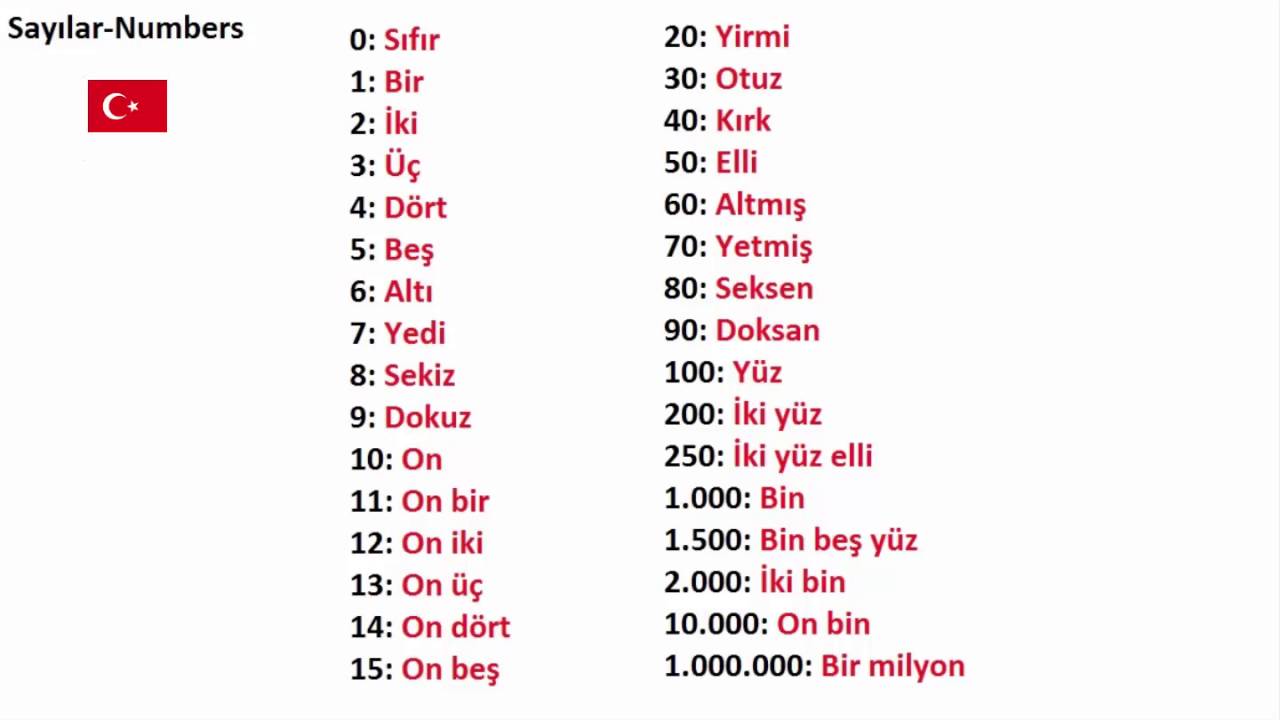 Sayılar-Numbers
0: Sıfır
1: Bir
2: İki
3: Üç
4: Dört
5: Beş
6: Altı
7: Yedi
8: Sekiz
9: Dokuz
10: On
11: On bir
12: On iki
13: On üç
14: On dört
15: On beş
20: Yirmi
30: Otuz
40: Kırk
50: Elli
60: Altmış
70: Yetmiş
80: Seksen
90: Doksan
100: Yüz
200: İki yüz
250: İki yüz elli
1.000: Bin
1.500: Bin beş yüz
2.000: İki bin
10.000: On bin
1.000.000: Bir milyon